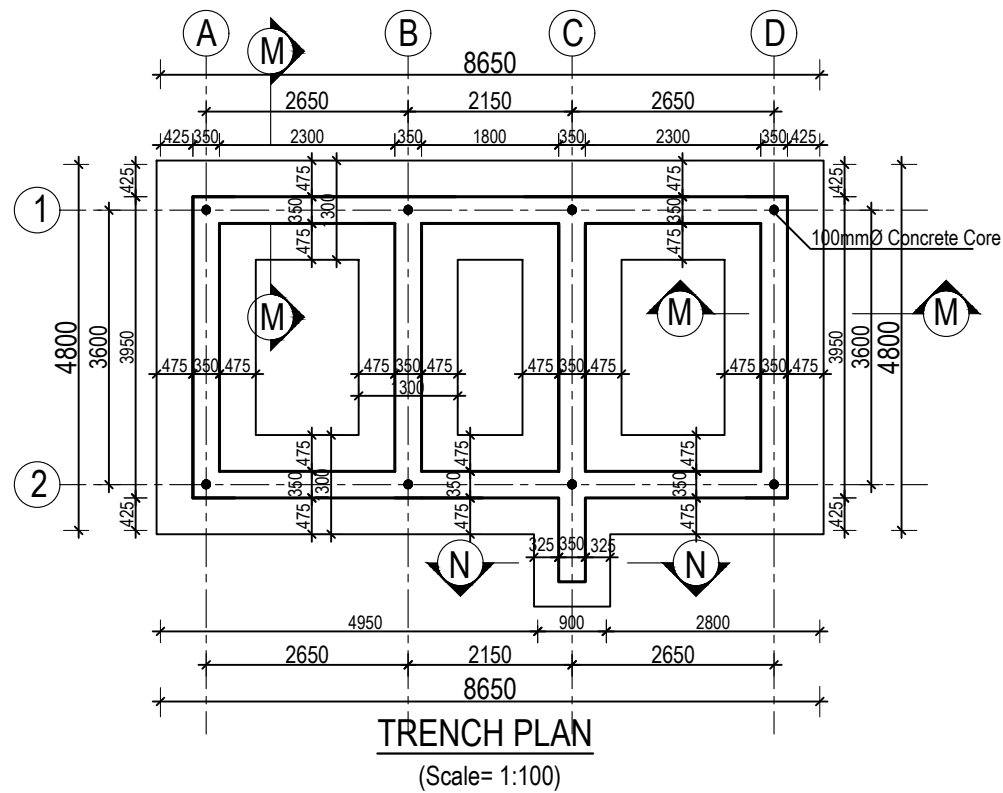 A B C D
M
8650
2650 2150 2650
425 350 2300 350 1800 350 2300 350 425
425 475 475 425
1 350 1300 350
100mmØ Concrete Core
475 475
M M M
4800 3600 3950 3950 3600 4800
475 350 475 475 350 475 475 350 475 475 350 475
1300
475 475 475
2 350 1300 350 350
425 475 475 475 425
325 350 325
N N
4950 900 2800
2650 2150 2650
8650
TRENCH PLAN
(Scale= 1:100)